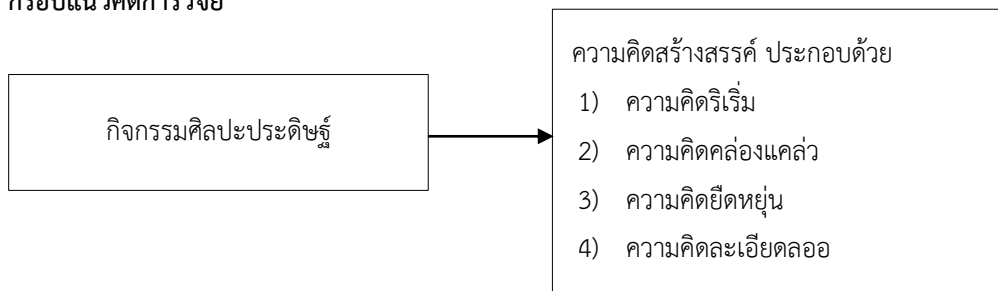 กรอบแนวคิดการวิจัย
ความคิดสร้างสรรค์ ประกอบด้วย
1) ความคิดริเริ่ม
กิจกรรมศิลปะประดิษฐ์
2) ความคิดคล่องแคล่ว
3) ความคิดยืดหยุ่น
4) ความคิดละเอียดลออ